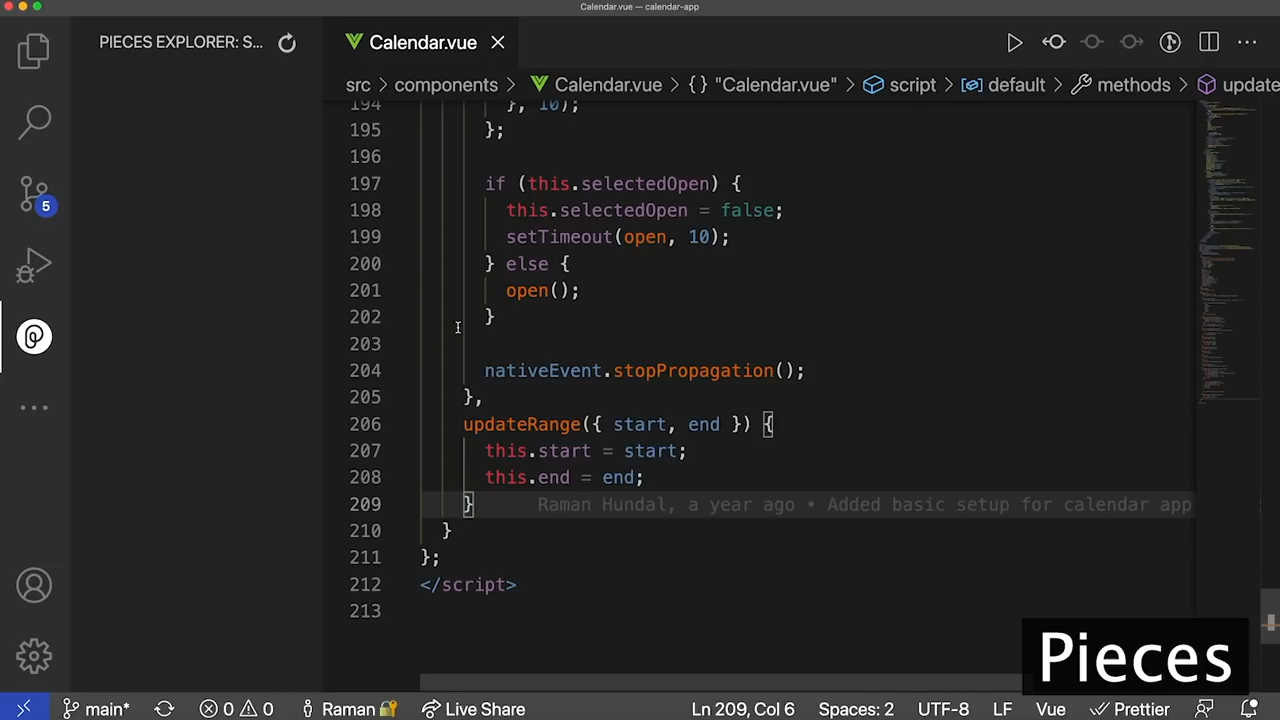 Calendar.vue — calendar-app
PIECES EXPLORER: S...
Calendar.vue
src > components > Calendar.vue > {} "Calendar.vue" > script > default > methods > update
194 }, 10);
195 };
196
197 if (this.selectedOpen) {
198 this.selectedOpen = false;
199 setTimeout(open, 10);
200 } else {
201 open();
202 }
203
204 nativeEvent.stopPropagation();
205 },
206 updateRange({ start, end }) {
207 this.start = start;
208 this.end = end;
209 } Raman Hundal, a year ago • Added basic setup for calendar app
210 }
211 };
212 </script>
213
5
Pieces
main* 0 0 Raman Live Share Ln 209, Col 6 Spaces: 2 UTF-8 LF Vue Prettier